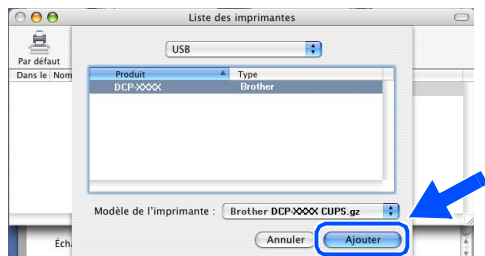 Liste des imprimantes
USB
Par défaut
Dans le Nom
Produit Type
DCP-XXXX Brother
Modèle de l'imprimante : Brother DCP-XXXX CUPS.gz
Annuler Ajouter
Éch